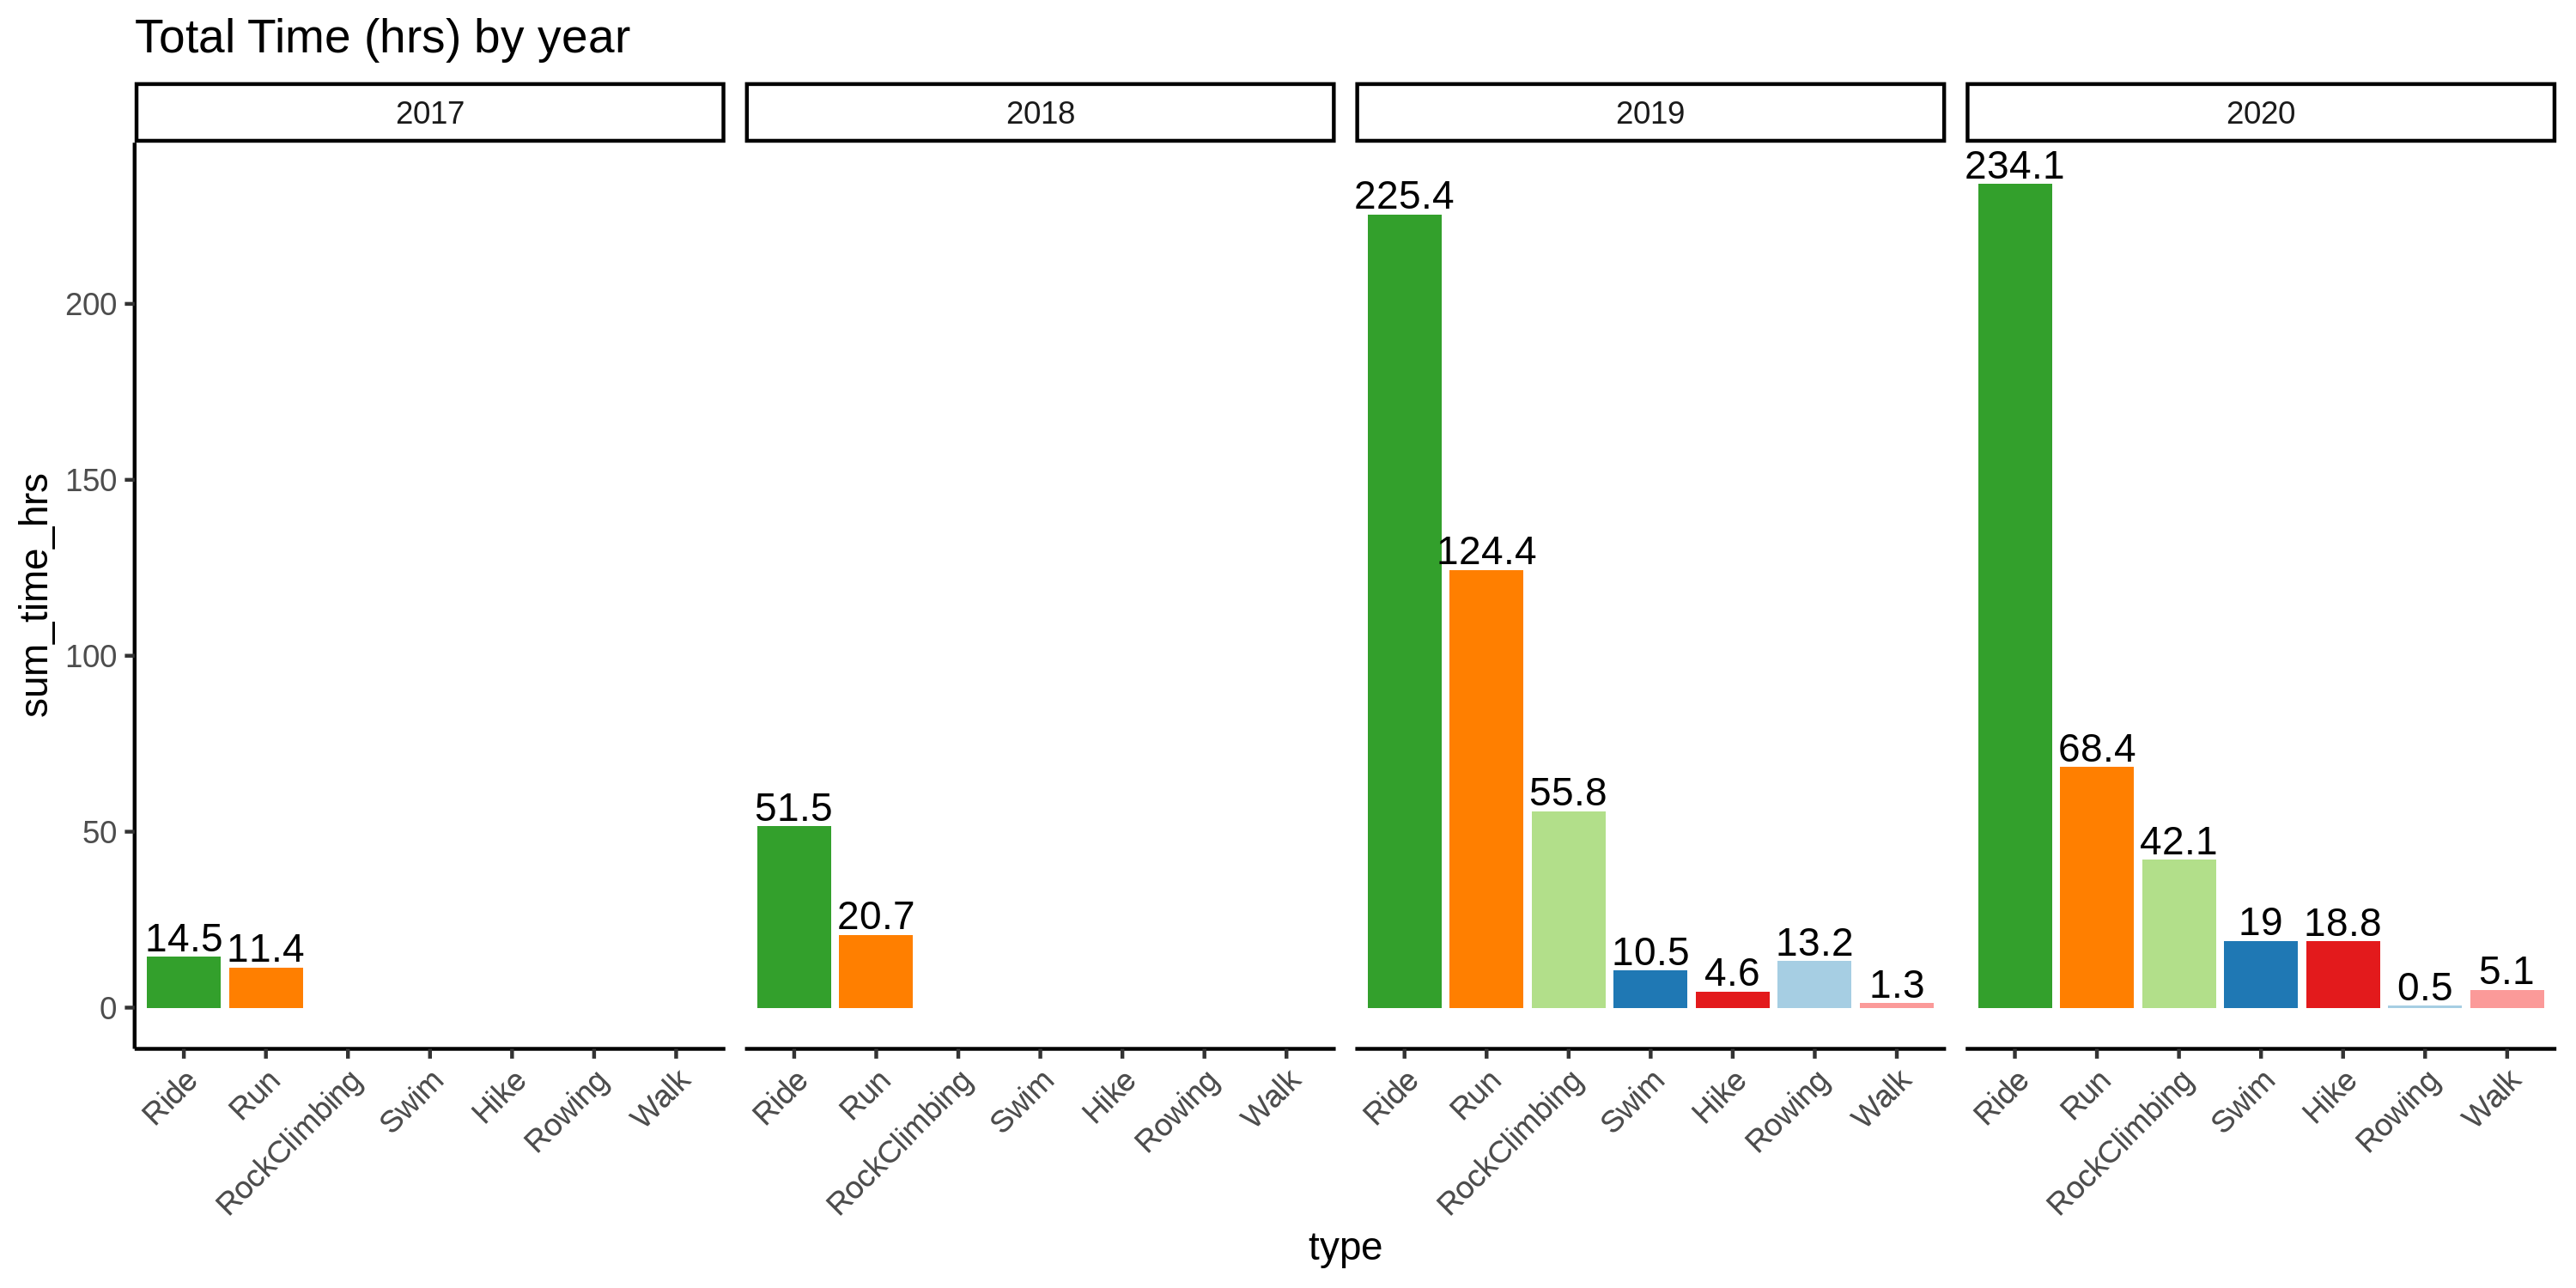 Total Time (hrs) by year
2017 2018 2019 2020
sum_time_hrs
200
150
100
50
0
14.5 11.4
51.5 20.7
225.4 124.4 55.8 10.5 4.6 13.2 1.3
234.1 68.4 42.1 19 18.8 0.5 5.1
Ride Run RockClimbing Swim Hike Rowing Walk
Ride Run RockClimbing Swim Hike Rowing Walk
Ride Run RockClimbing Swim Hike Rowing Walk
Ride Run RockClimbing Swim Hike Rowing Walk
type